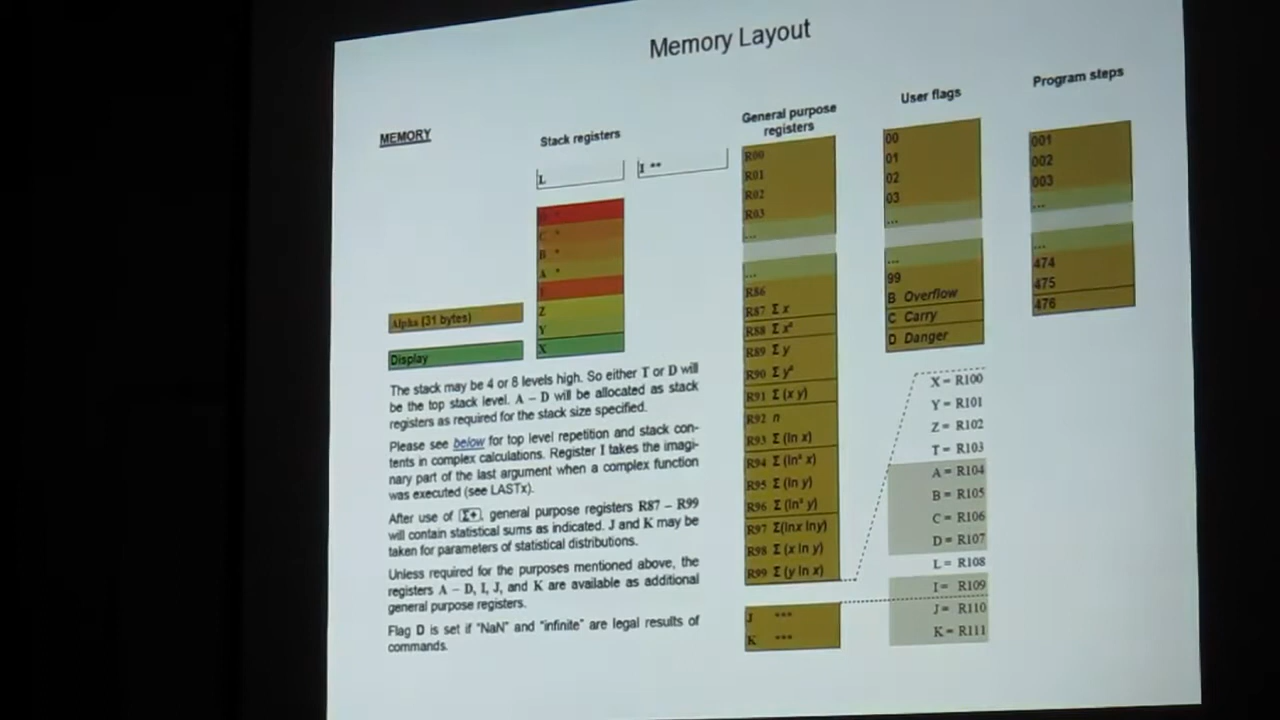 Memory Layout
MEMORY
Stack registers
General purpose
registers
User flags
Program steps
L
I **
C *
B *
A *
Z
Y
X
Alpha (31 bytes)
Display
R00
R01
R02
R03
...
...
R86
R87 Σ x
R88 Σ x²
R89 Σ y
R90 Σ y²
R91 Σ (x y)
R92 n
R93 Σ (ln x)
R94 Σ (ln² x)
R95 Σ (ln y)
R96 Σ (ln² y)
R97 Σ(lnx lny)
R98 Σ (x ln y)
R99 Σ (y ln x)
J ***
K ***
00
01
02
03
...
...
99
B Overflow
C Carry
D Danger
001
002
003
...
...
474
475
476
X = R100
Y = R101
Z = R102
T = R103
A = R104
B = R105
C = R106
D = R107
L = R108
I = R109
J = R110
K = R111
The stack may be 4 or 8 levels high. So either T or D will
be the top stack level. A – D will be allocated as stack
registers as required for the stack size specified.
Please see below for top level repetition and stack con-
tents in complex calculations. Register I takes the imagi-
nary part of the last argument when a complex function
was executed (see LASTx).
After use of Σ+, general purpose registers R87 – R99
will contain statistical sums as indicated. J and K may be
taken for parameters of statistical distributions.
Unless required for the purposes mentioned above, the
registers A – D, I, J, and K are available as additional
general purpose registers.
Flag D is set if "NaN" and "infinite" are legal results of
commands.